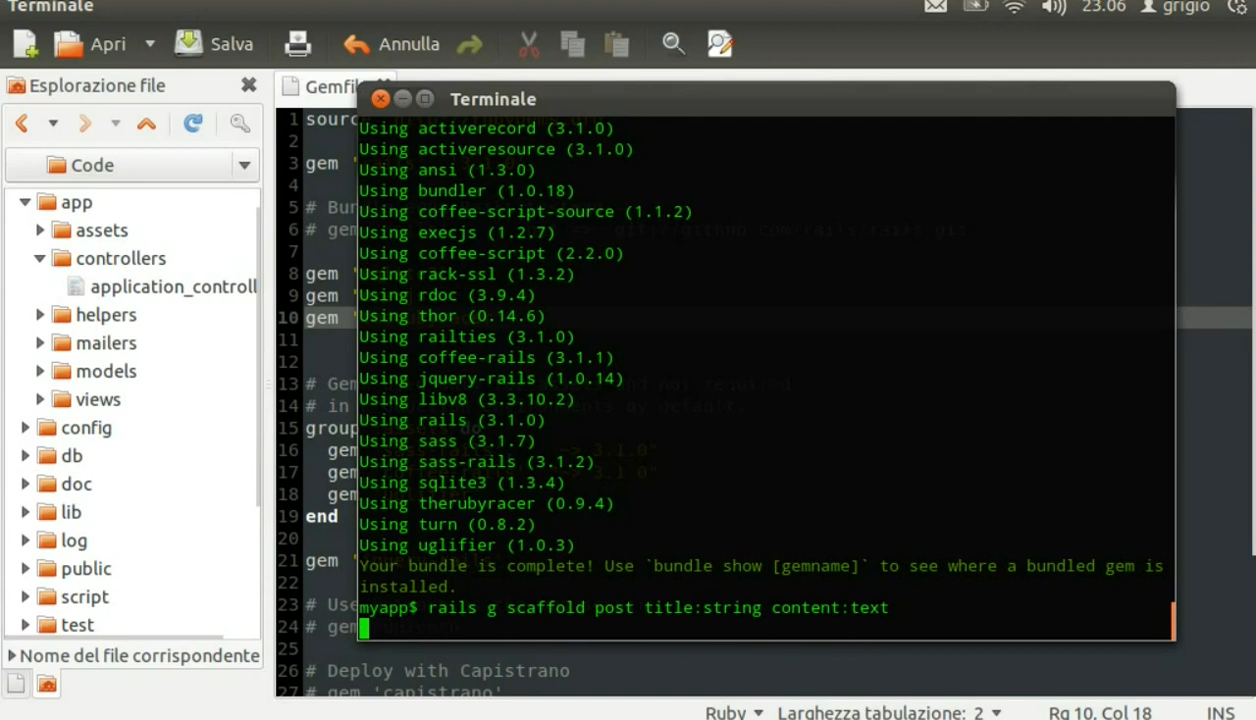 Terminale
23.06
grigio
Apri
Salva
Annulla
Esplorazione file
Code
app
assets
controllers
application_controll
helpers
mailers
models
views
config
db
doc
lib
log
public
script
test
Nome del file corrispondente
Gemfil
1 sourc
2
3 gem '
4
5 # Bun
6 # gem
7
8 gem '
9 gem '
10 gem '
11
12
13 # Gem
14 # in
15 group
16 gem
17 gem
18 gem
19 end
20
21 gem '
22
23 # Use
24 # gem
25
26 # Deploy with Capistrano
27 # gem 'capistrano'
Terminale
Using activerecord (3.1.0)
Using activeresource (3.1.0)
Using ansi (1.3.0)
Using bundler (1.0.18)
Using coffee-script-source (1.1.2)
Using execjs (1.2.7)
Using coffee-script (2.2.0)
Using rack-ssl (1.3.2)
Using rdoc (3.9.4)
Using thor (0.14.6)
Using railties (3.1.0)
Using coffee-rails (3.1.1)
Using jquery-rails (1.0.14)
Using libv8 (3.3.10.2)
Using rails (3.1.0)
Using sass (3.1.7)
Using sass-rails (3.1.2)
Using sqlite3 (1.3.4)
Using therubyracer (0.9.4)
Using turn (0.8.2)
Using uglifier (1.0.3)
Your bundle is complete! Use `bundle show [gemname]` to see where a bundled gem is
installed.
myapp$ rails g scaffold post title:string content:text
Ruby
Larghezza tabulazione: 2
Rg 10, Col 18
INS